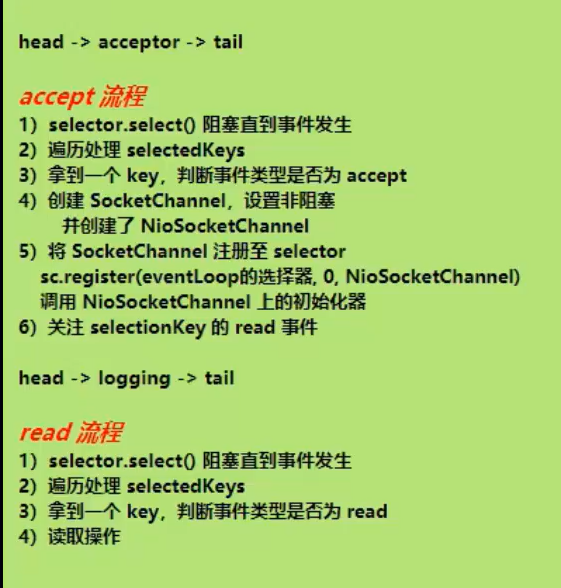 head -> acceptor -> tail
accept 流程
1）selector.select() 阻塞直到事件发生
2）遍历处理 selectedKeys
3）拿到一个 key，判断事件类型是否为 accept
4）创建 SocketChannel，设置非阻塞
并创建了 NioSocketChannel
5）将 SocketChannel 注册至 selector
sc.register(eventLoop的选择器, 0, NioSocketChannel)
调用 NioSocketChannel 上的初始化器
6）关注 selectionKey 的 read 事件
head -> logging -> tail
read 流程
1）selector.select() 阻塞直到事件发生
2）遍历处理 selectedKeys
3）拿到一个 key，判断事件类型是否为 read
4）读取操作